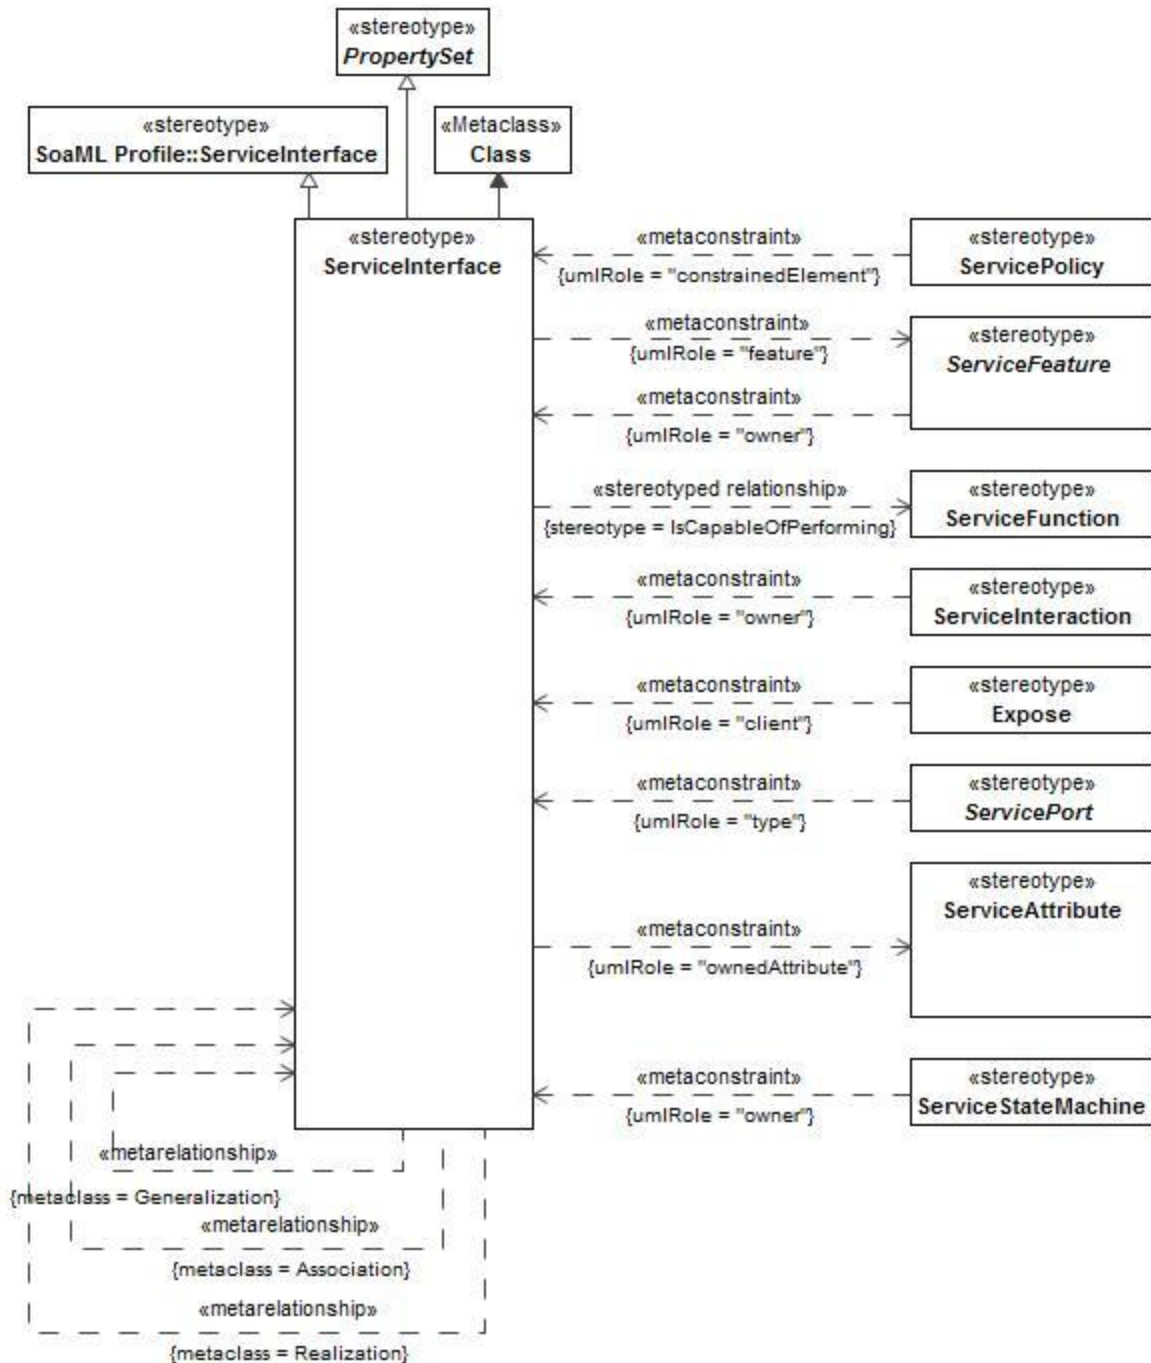 «stereotype»
PropertySet
«stereotype»
SoaML Profile::ServiceInterface
«Metaclass»
Class
«stereotype»
ServiceInterface
«metaconstraint»
{umlRole = "constrainedElement"}
«stereotype»
ServicePolicy
«metaconstraint»
{umlRole = "feature"}
«stereotype»
ServiceFeature
«metaconstraint»
{umlRole = "owner"}
«stereotyped relationship»
{stereotype = IsCapableOfPerforming}
«stereotype»
ServiceFunction
«metaconstraint»
{umlRole = "owner"}
«stereotype»
ServiceInteraction
«metaconstraint»
{umlRole = "client"}
«stereotype»
Expose
«metaconstraint»
{umlRole = "type"}
«stereotype»
ServicePort
«metaconstraint»
{umlRole = "ownedAttribute"}
«stereotype»
ServiceAttribute
«metaconstraint»
{umlRole = "owner"}
«stereotype»
ServiceStateMachine
«metarelationship»
{metaclass = Generalization}
«metarelationship»
{metaclass = Association}
«metarelationship»
{metaclass = Realization}